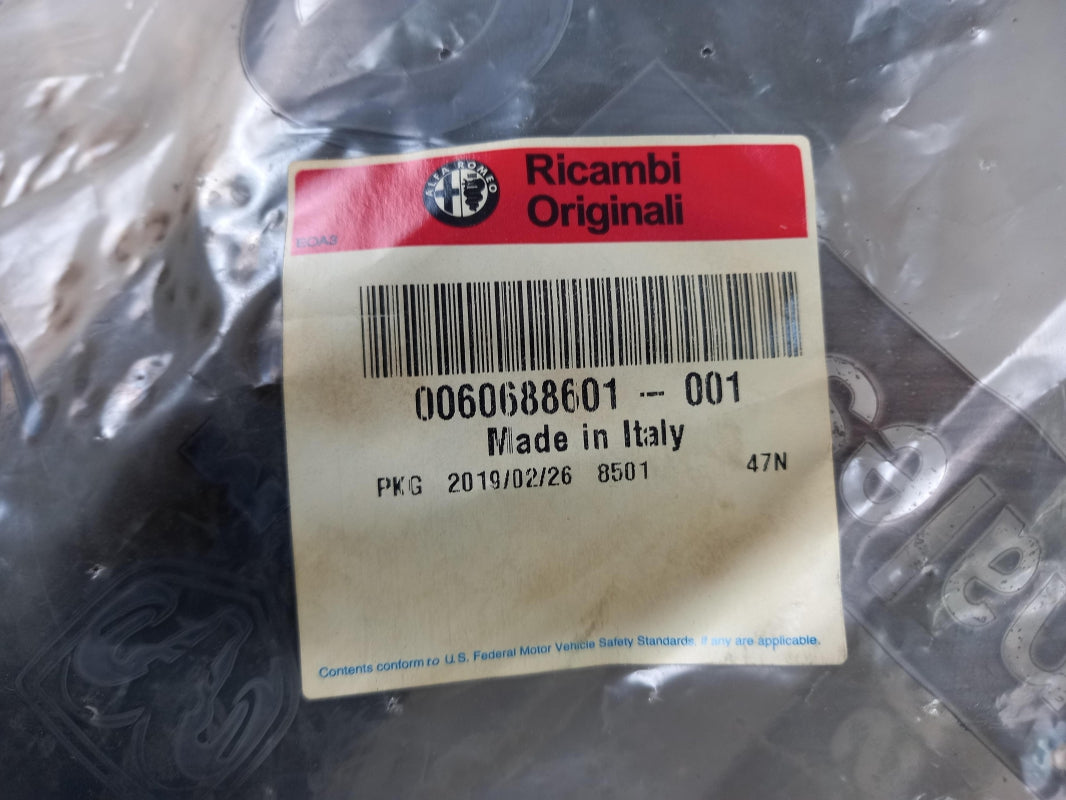 ALFA ROMEO
Ricambi
Originali
EOA3
0060688601 - 001
Made in Italy
PKG 2019/02/26 8501 47N
Contents conform to U.S. Federal Motor Vehicle Safety Standards, if any are applicable.